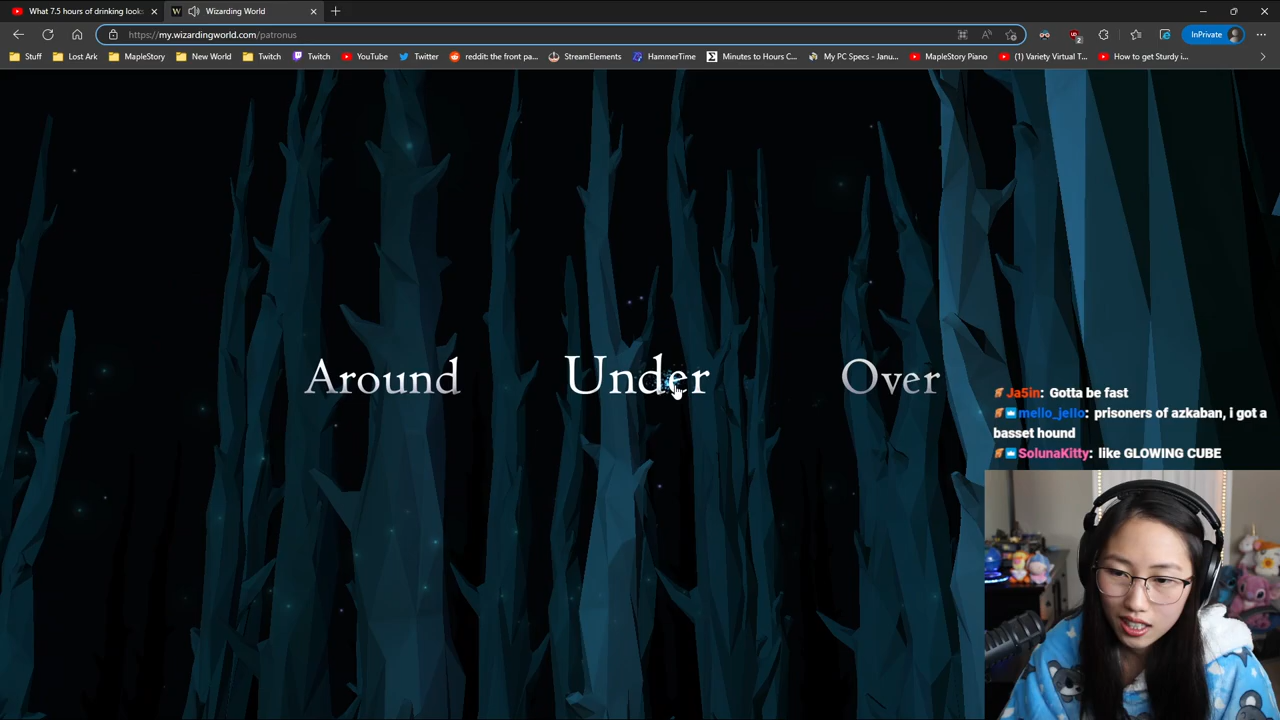 What 7.5 hours of drinking looks
Wizarding World
https://my.wizardingworld.com/patronus
InPrivate
Stuff Lost Ark MapleStory New World Twitch Twitch YouTube Twitter reddit: the front pa... StreamElements HammerTime Minutes to Hours C... My PC Specs - Janu... MapleStory Piano (1) Variety Virtual T... How to get Sturdy i...
Around Under Over
Ja5in: Gotta be fast
mello_jello: prisoners of azkaban, i got a
basset hound
SolunaKitty: like GLOWING CUBE